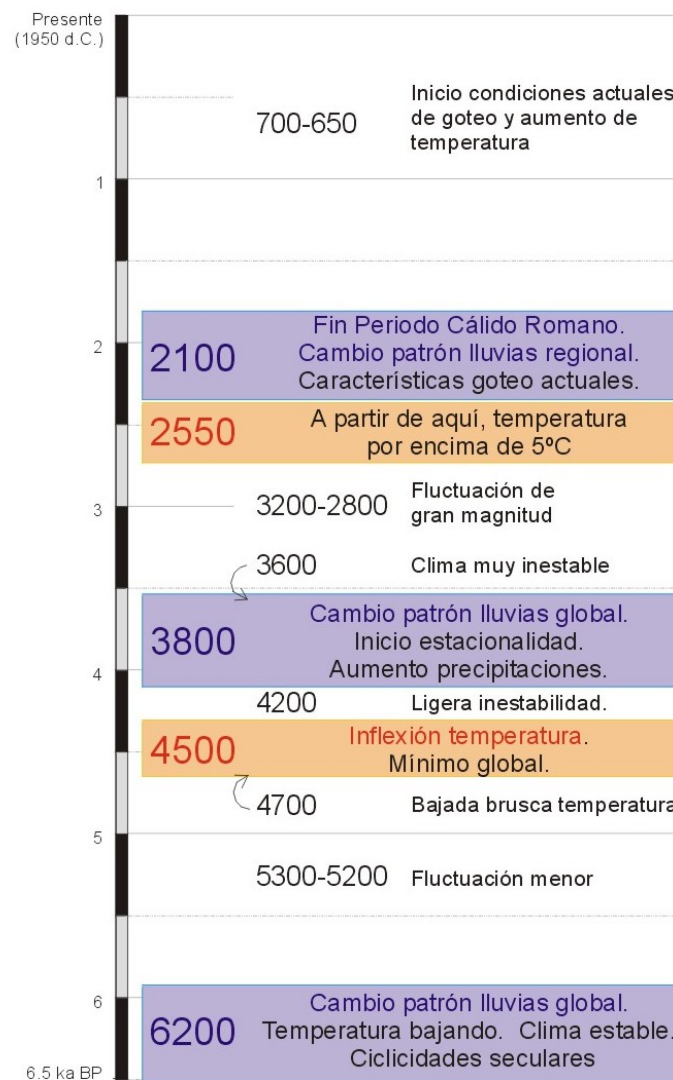 Presente
(1950 d.C.)
700-650
Inicio condiciones actuales
de goteo y aumento de
temperatura
1
2
2100
Fin Periodo Cálido Romano.
Cambio patrón lluvias regional.
Características goteo actuales.
2550
A partir de aquí, temperatura
por encima de 5ºC
3
3200-2800
Fluctuación de
gran magnitud
3600
Clima muy inestable
3800
Cambio patrón lluvias global.
Inicio estacionalidad.
Aumento precipitaciones.
4
4200
Ligera inestabilidad.
4500
Inflexión temperatura.
Mínimo global.
4700
Bajada brusca temperatura
5
5300-5200
Fluctuación menor
6
6200
Cambio patrón lluvias global.
Temperatura bajando. Clima estable.
Ciclicidades seculares
6.5 ka BP